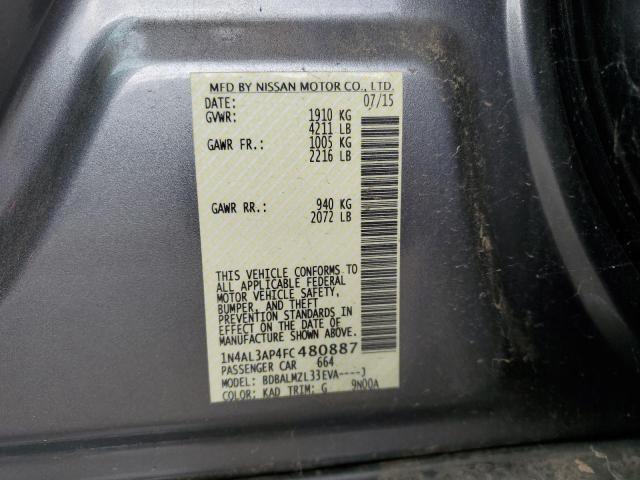 MFD BY NISSAN MOTOR CO., LTD.
DATE: 07/15
GVWR: 1910 KG
4211 LB
GAWR FR.: 1005 KG
2216 LB
GAWR RR.: 940 KG
2072 LB
THIS VEHICLE CONFORMS TO
ALL APPLICABLE FEDERAL
MOTOR VEHICLE SAFETY,
BUMPER, AND THEFT
PREVENTION STANDARDS IN
EFFECT ON THE DATE OF
MANUFACTURE SHOWN ABOVE.
1N4AL3AP4FC480887
PASSENGER CAR 664
MODEL: BDBALMZL33EVA----J
COLOR: KAD TRIM: G 9N00A